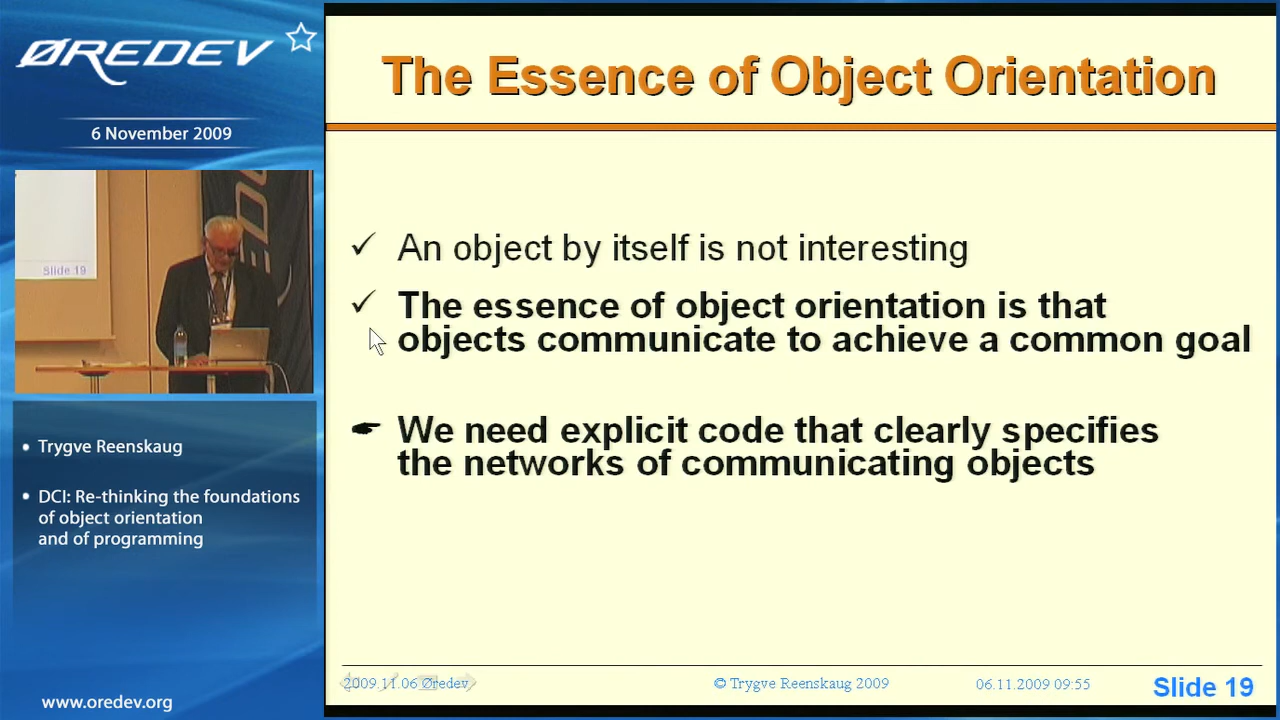 ØREDEV
6 November 2009
Slide 19
Trygve Reenskaug
DCI: Re-thinking the foundations
of object orientation
and of programming
www.oredev.org
The Essence of Object Orientation
An object by itself is not interesting
The essence of object orientation is that
objects communicate to achieve a common goal
We need explicit code that clearly specifies
the networks of communicating objects
2009.11.06 Øredev
© Trygve Reenskaug 2009
06.11.2009 09:55
Slide 19